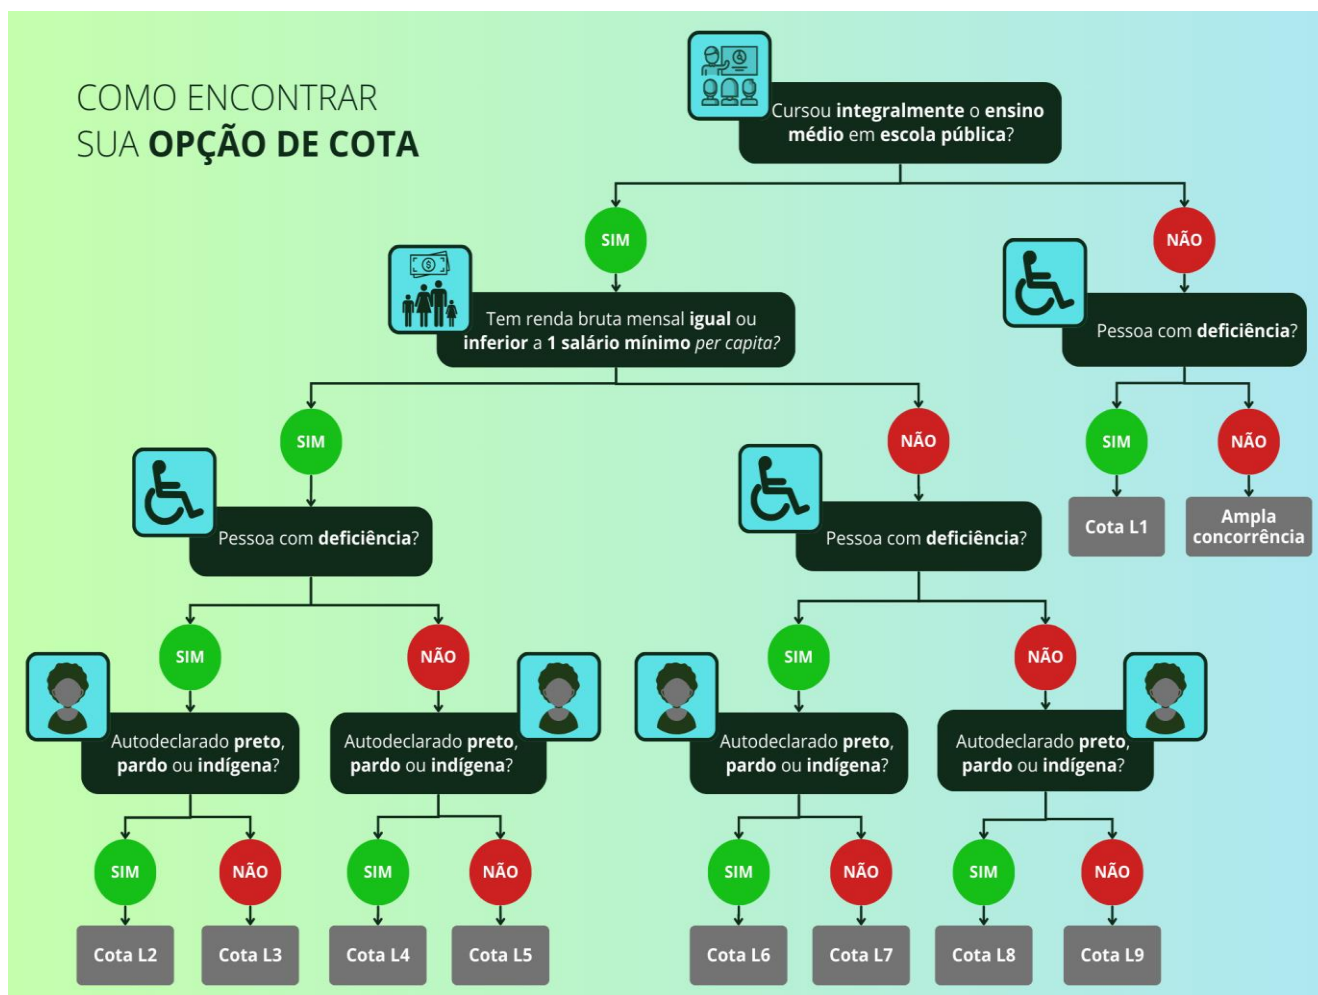 COMO ENCONTRAR
SUA OPÇÃO DE COTA
Cursou integralmente o ensino
médio em escola pública?
SIM
NÃO
Tem renda bruta mensal igual ou
inferior a 1 salário mínimo per capita?
Pessoa com deficiência?
SIM
NÃO
SIM
NÃO
Cota L1
Ampla
concorrência
Pessoa com deficiência?
Pessoa com deficiência?
SIM
NÃO
SIM
NÃO
Autodeclarado preto,
pardo ou indígena?
Autodeclarado preto,
pardo ou indígena?
Autodeclarado preto,
pardo ou indígena?
Autodeclarado preto,
pardo ou indígena?
SIM
NÃO
SIM
NÃO
SIM
NÃO
SIM
NÃO
Cota L2
Cota L3
Cota L4
Cota L5
Cota L6
Cota L7
Cota L8
Cota L9